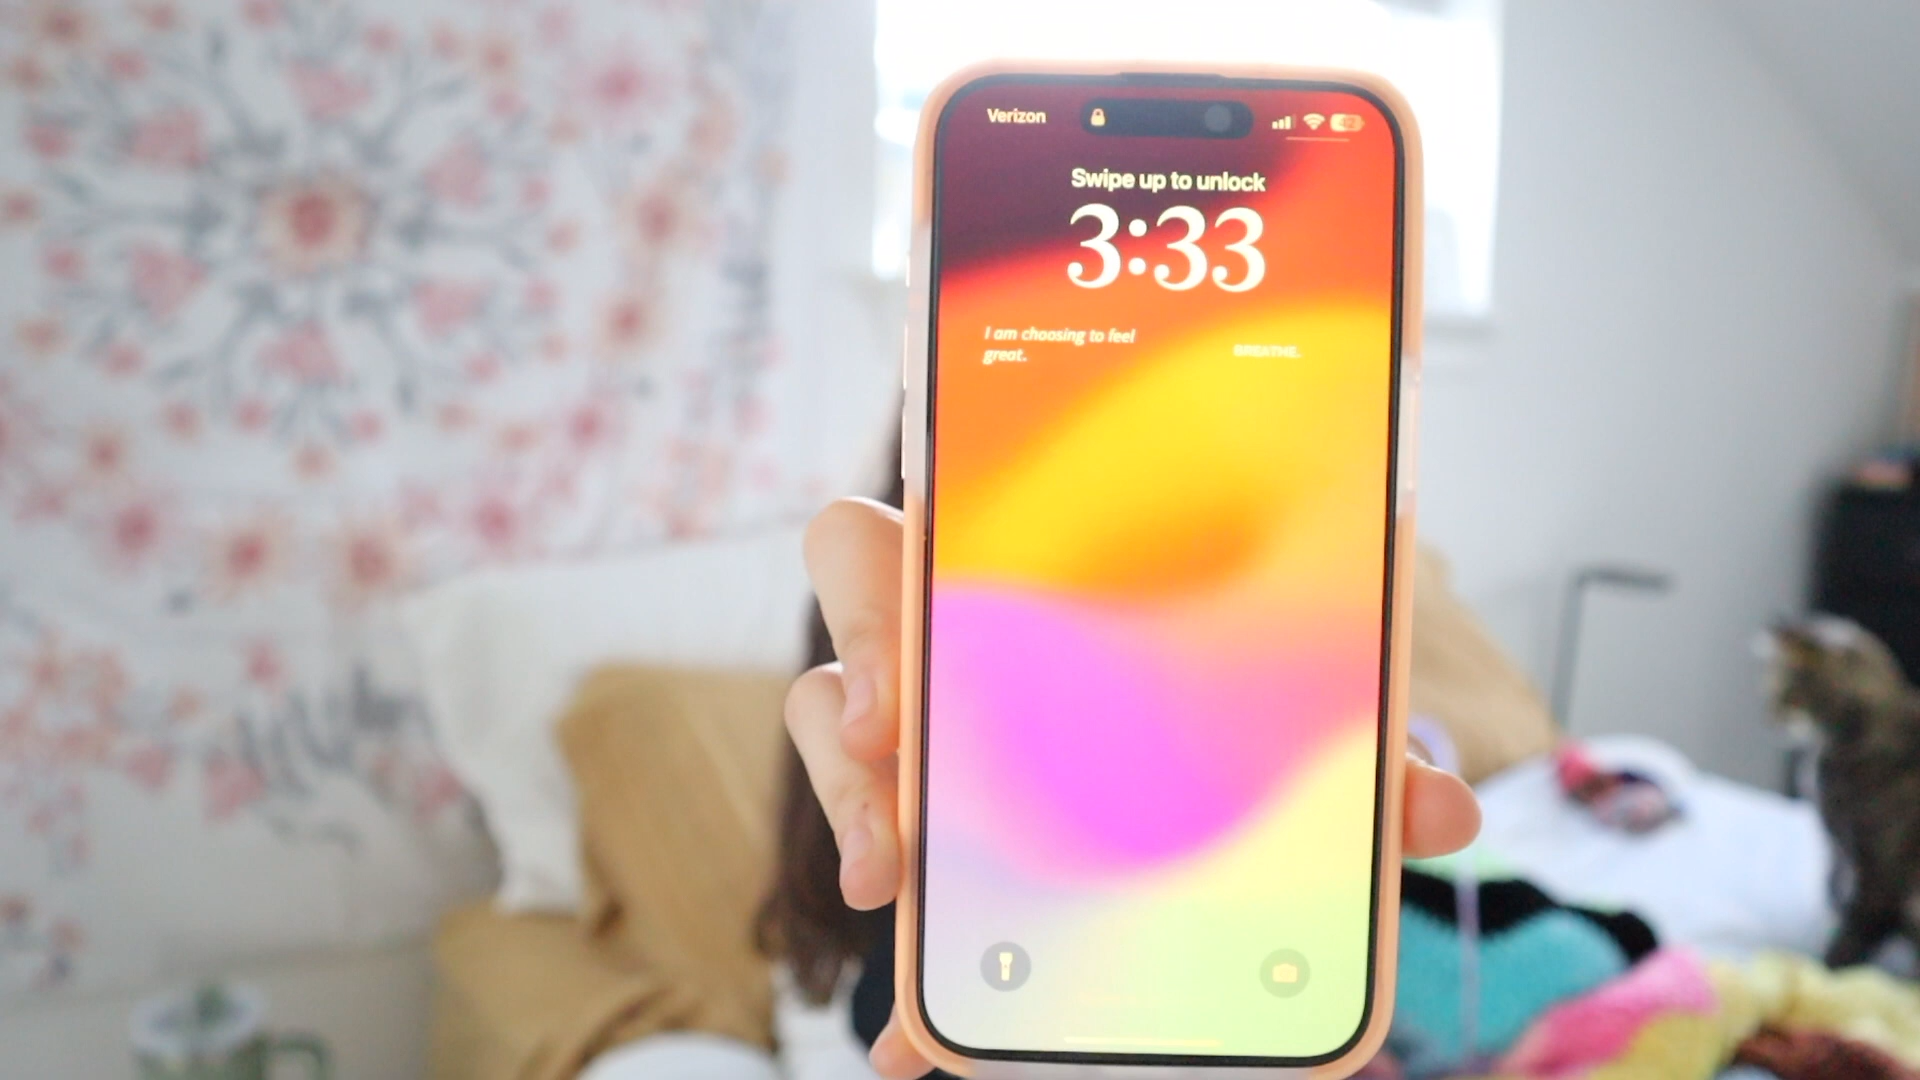 Verizon
Swipe up to unlock
3:33
I am choosing to feel
great.
BREATHE.